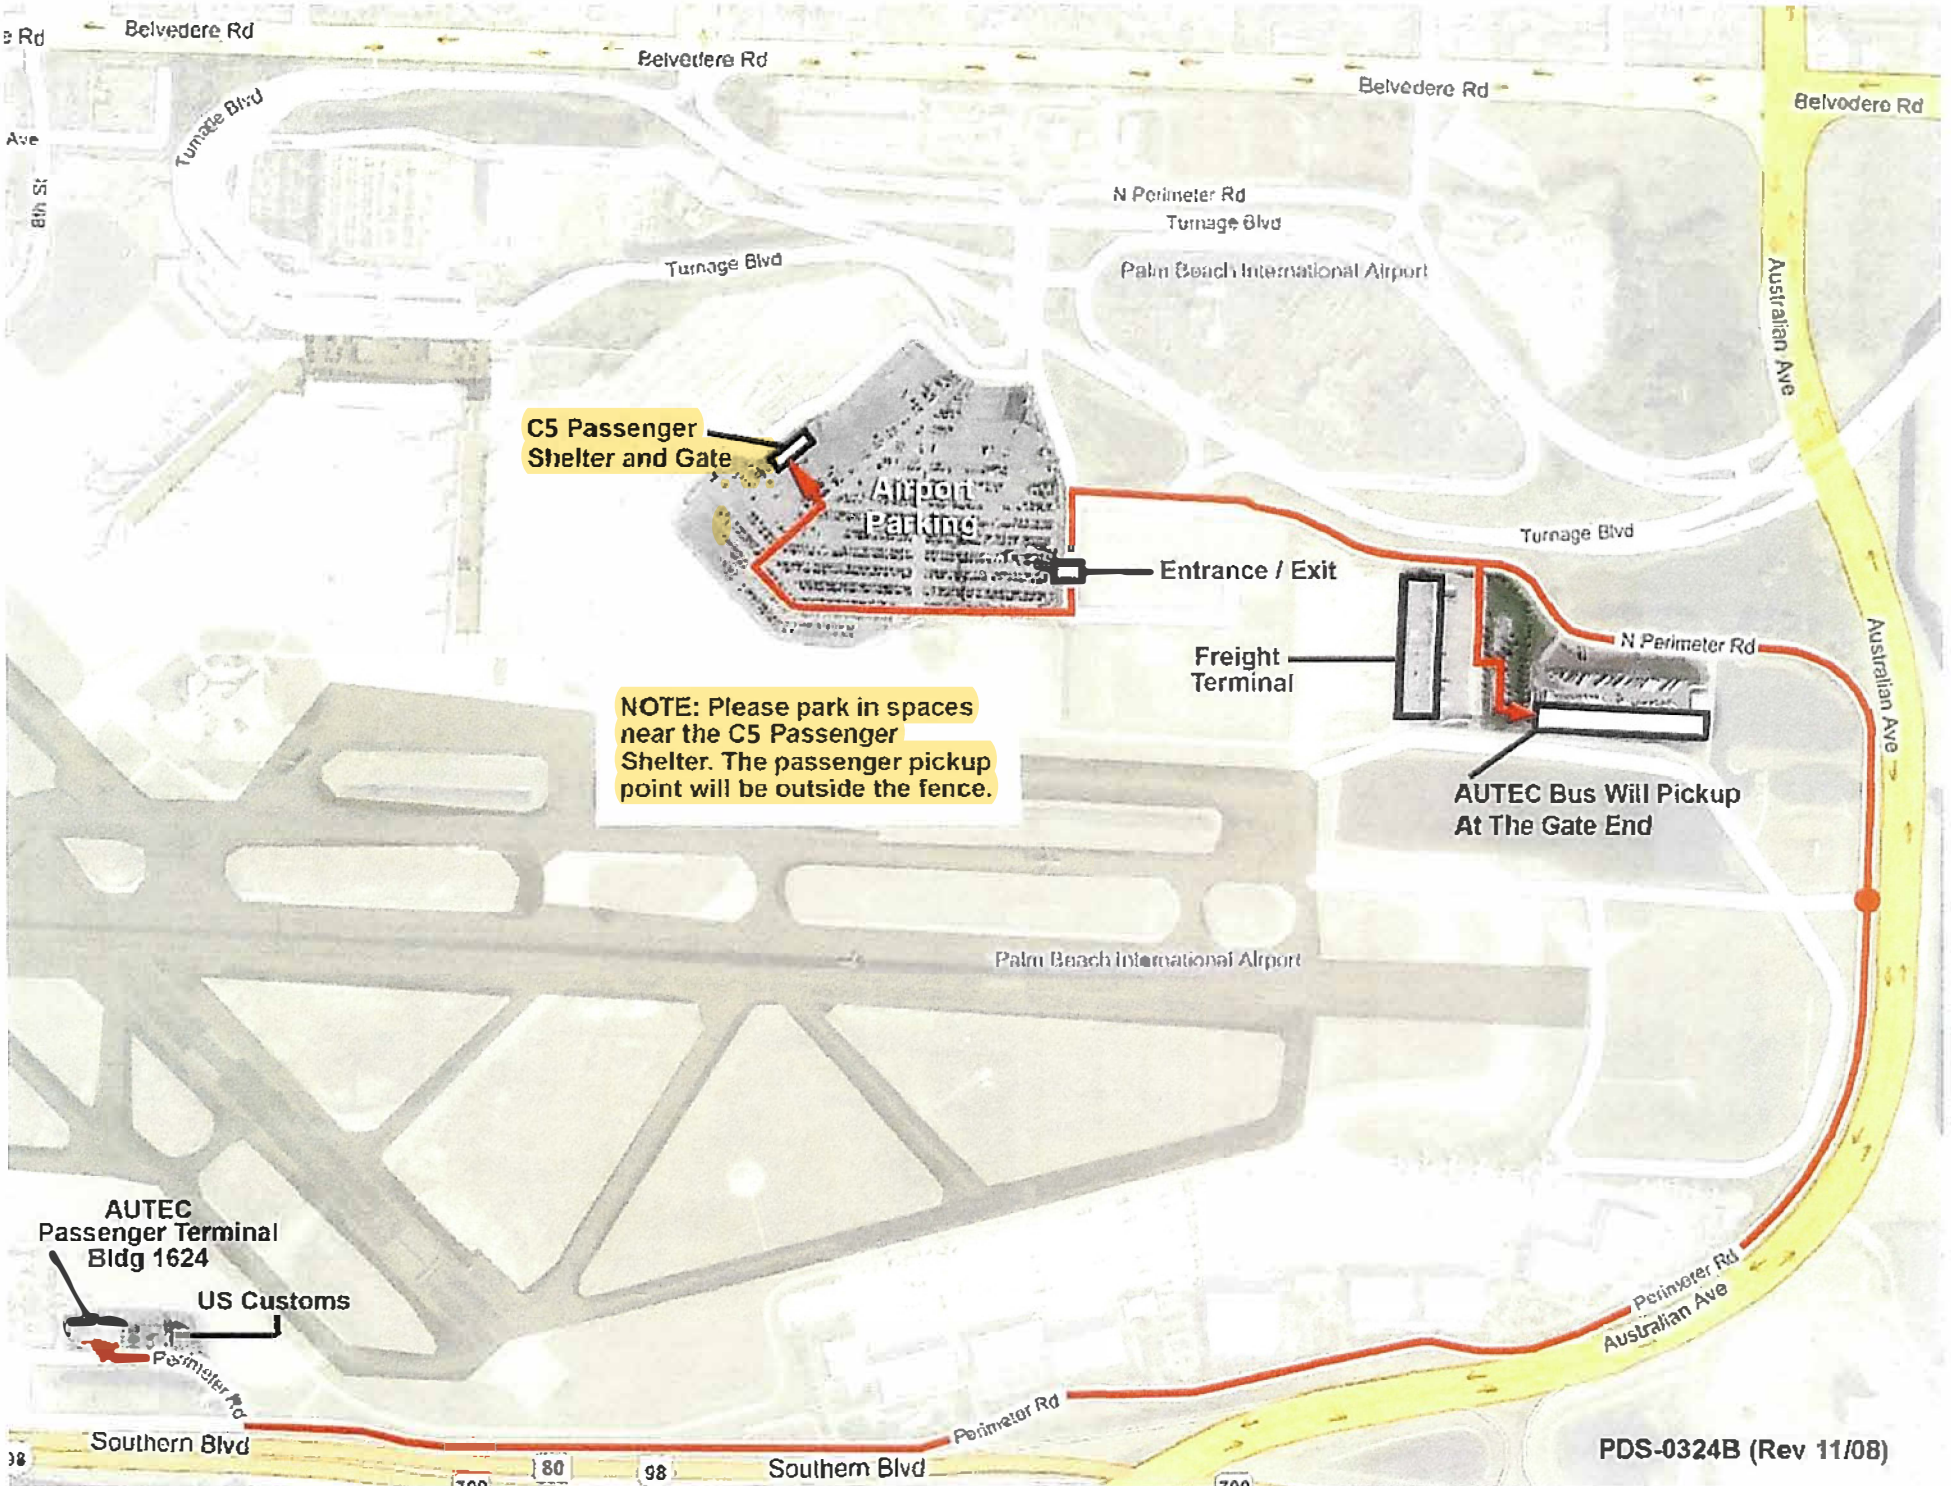 Rd
Belvedere Rd
Belvedere Rd
Belvedere Rd
Belvedere Rd
Turnage Blvd
Ave
8th St
N Perimeter Rd
Turnage Blvd
Turnage Blvd
Palm Beach International Airport
Australian Ave
C5 Passenger
Shelter and Gate
Airport
Parking
Turnage Blvd
Entrance / Exit
Freight
Terminal
N Perimeter Rd
Australian Ave
NOTE: Please park in spaces
near the C5 Passenger
Shelter. The passenger pickup
point will be outside the fence.
AUTEC Bus Will Pickup
At The Gate End
Palm Beach International Airport
AUTEC
Passenger Terminal
Bldg 1624
US Customs
Perimeter Rd
Perimeter Rd
Australian Ave
Perimeter Rd
Southern Blvd
98
80
98
Southern Blvd
PDS-0324B (Rev 11/08)